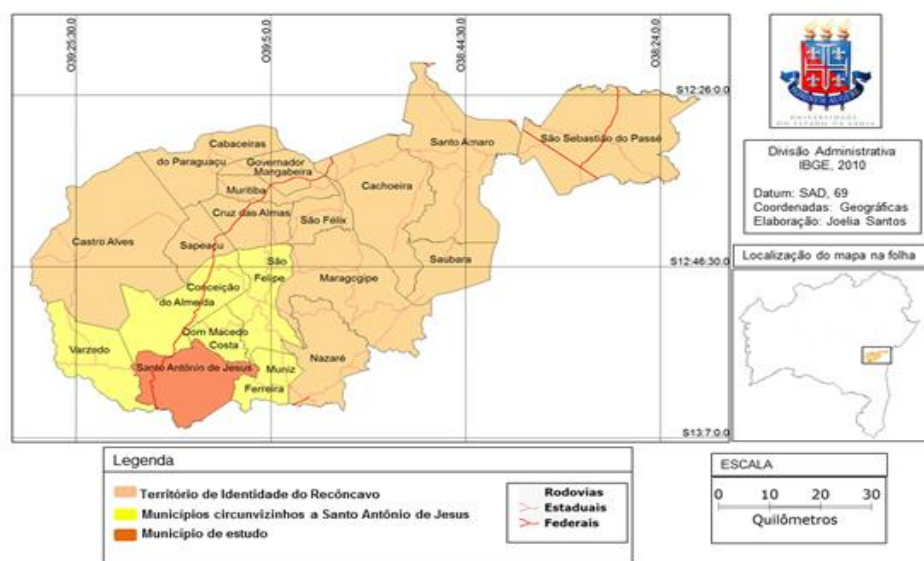 O39:25:30
O39:5:0.0
O38:44:30
O38:24:0.0
S12:26:0.0
S12:46:30.0
S13:7:0.0
Cabaceiras
do Paraguaçu
Governador
Mangabeira
Muritiba
Cruz das Almas
São Félix
Cachoeira
Santo Amaro
São Sebastião do Passé
Castro Alves
Sapeaçu
São
Felipe
Conceição
do Almeida
Maragogipe
Saubara
Dom Macedo
Costa
Varzedo
Santo Antônio de Jesus
Muniz
Ferreira
Nazaré
UNIVERSIDADE
DO ESTADO DA BAHIA
Divisão Administrativa
IBGE, 2010
Datum: SAD, 69
Coordenadas: Geográficas
Elaboração: Joelia Santos
Localização do mapa na folha
Legenda
Território de Identidade do Recôncavo
Municípios circunvizinhos a Santo Antônio de Jesus
Município de estudo
Rodovias
Estaduais
Federais
ESCALA
0 10 20 30
Quilômetros